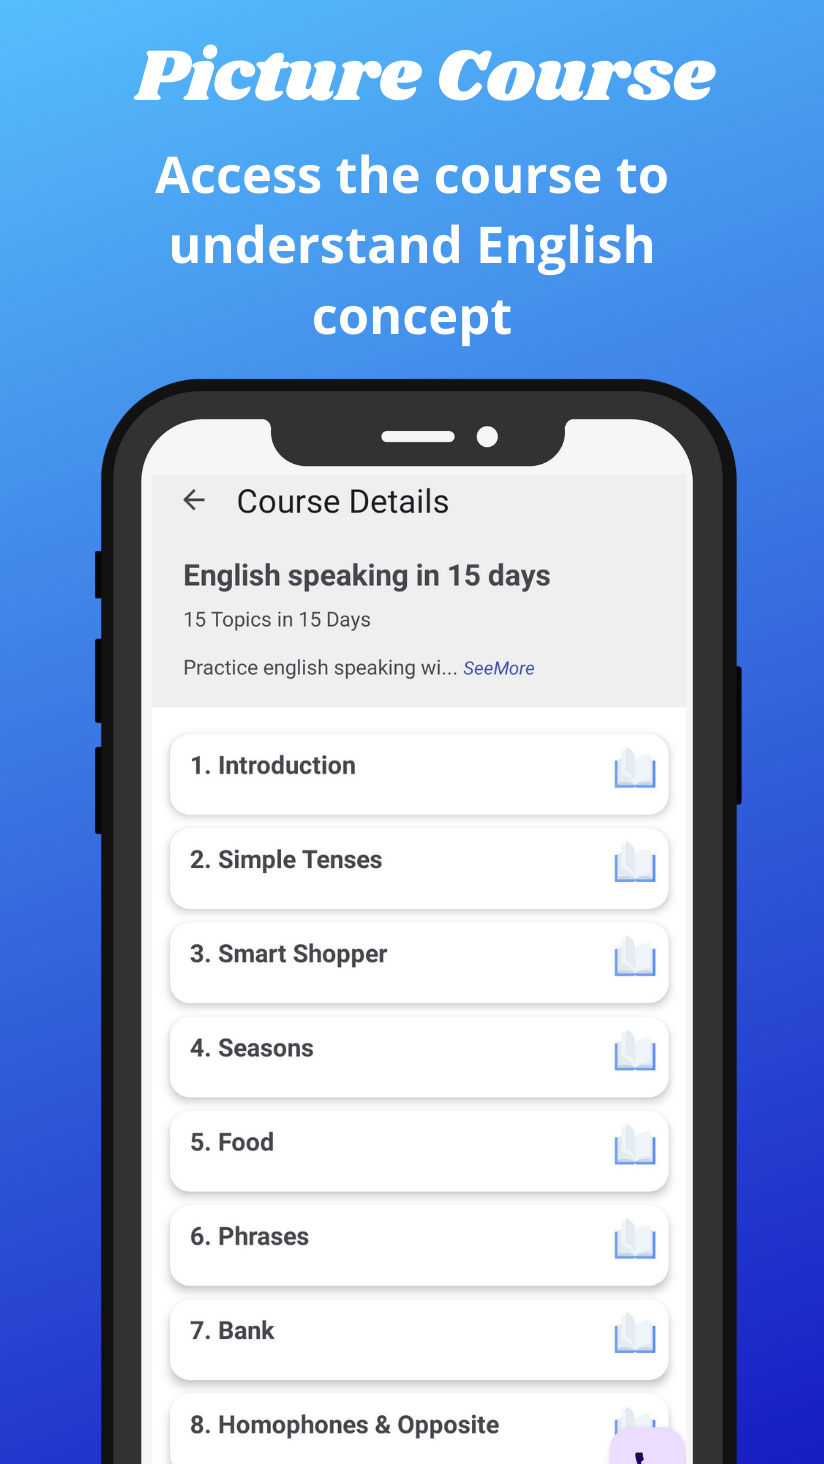 Picture Course
Access the course to
understand English
concept
Course Details
English speaking in 15 days
15 Topics in 15 Days
Practice english speaking wi... SeeMore
1. Introduction
2. Simple Tenses
3. Smart Shopper
4. Seasons
5. Food
6. Phrases
7. Bank
8. Homophones & Opposite